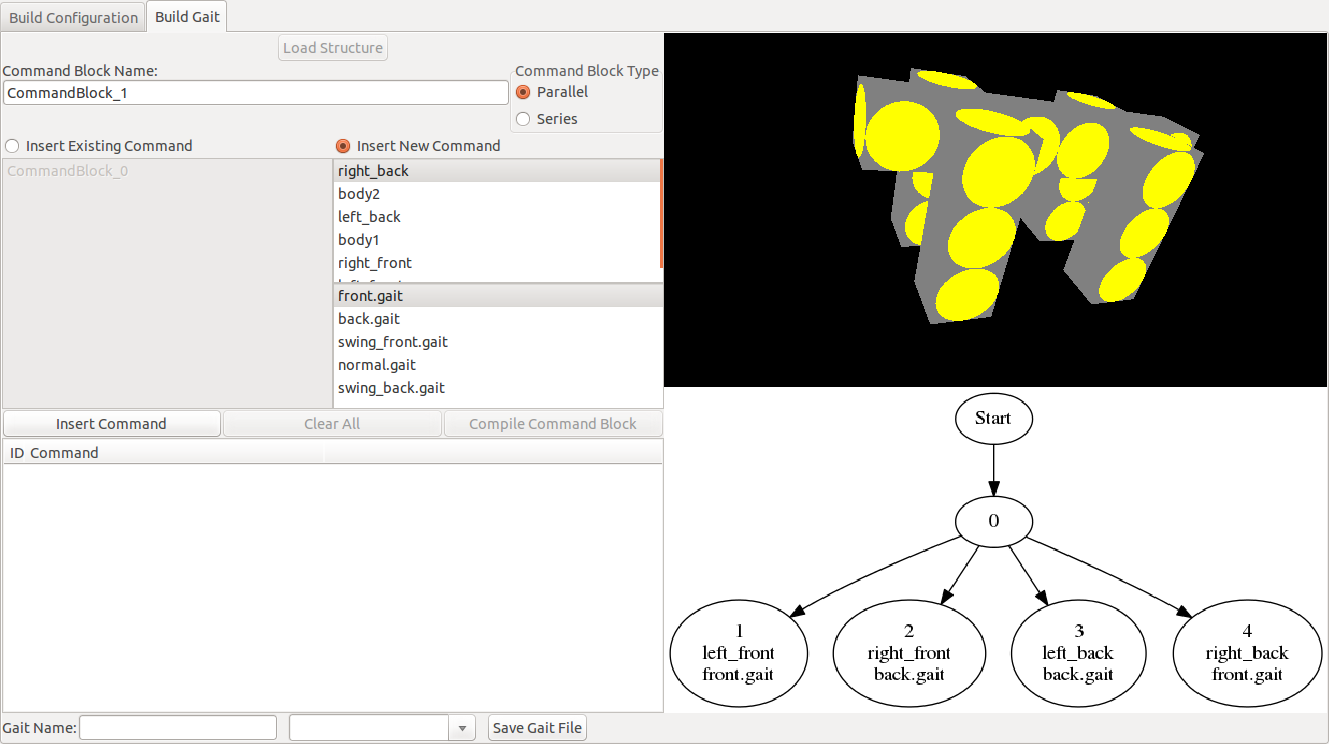 Build Configuration
Build Gait
Load Structure
Command Block Name:
CommandBlock_1
Command Block Type
Parallel
Series
Insert Existing Command
Insert New Command
CommandBlock_0
right_back
body2
left_back
body1
right_front
front.gait
back.gait
swing_front.gait
normal.gait
swing_back.gait
Insert Command
Clear All
Compile Command Block
ID Command
Gait Name:
Save Gait File
Start
0
1
left_front
front.gait
2
right_front
back.gait
3
left_back
back.gait
4
right_back
front.gait